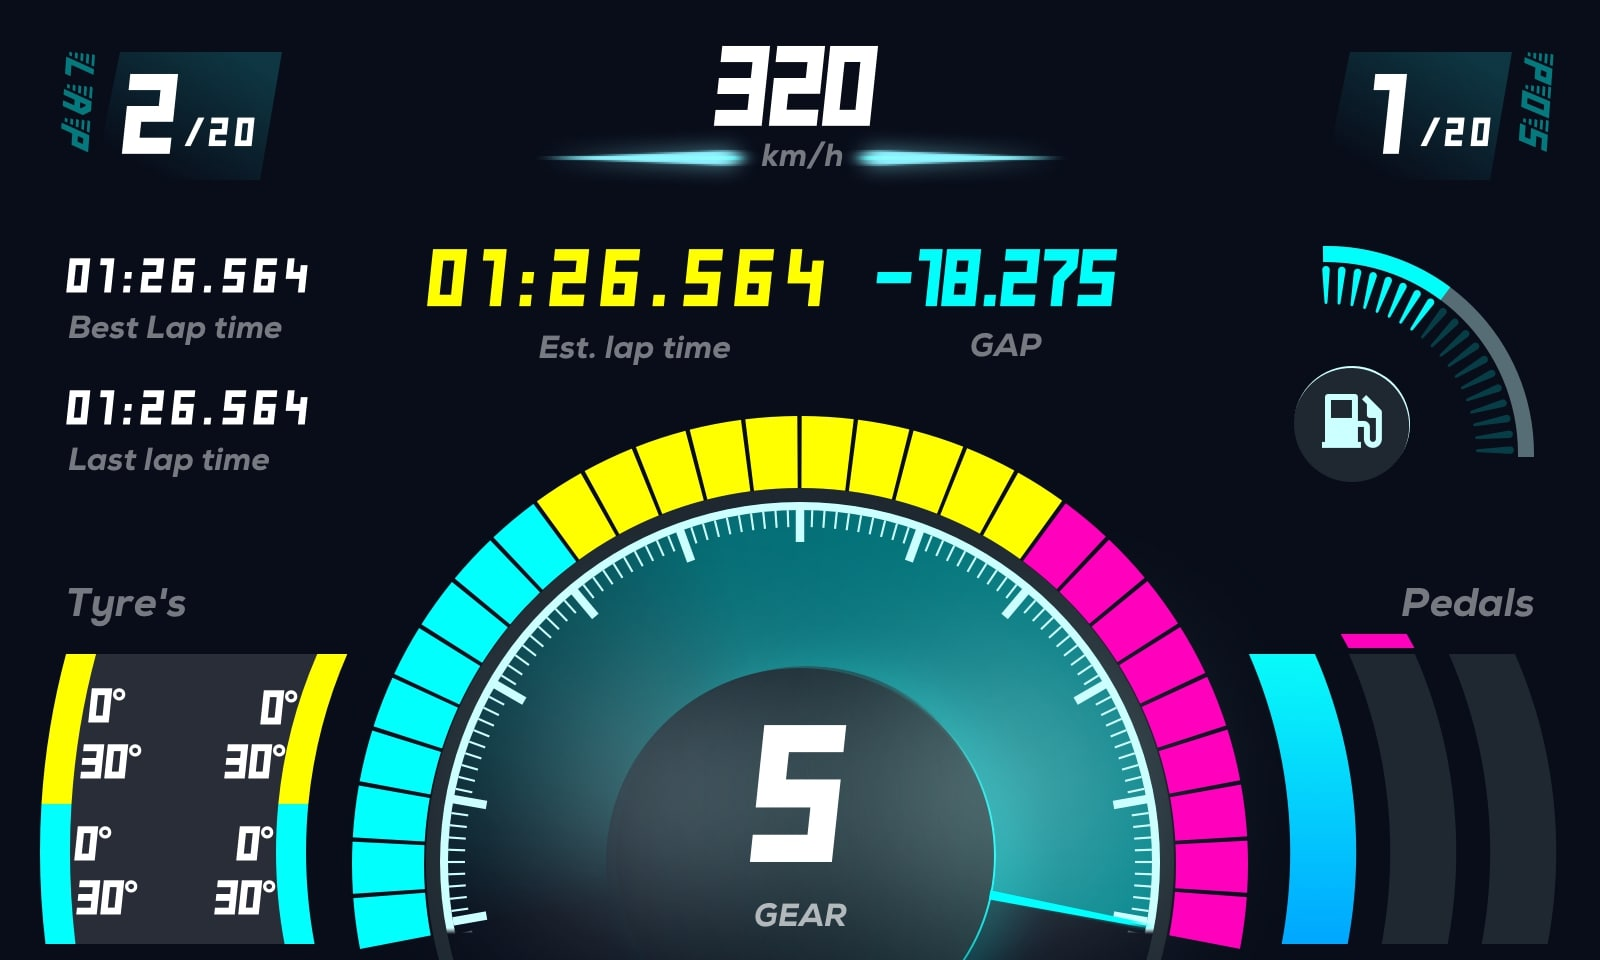 LAP
2/20
320
km/h
1/20
POS
01:26.564
Best Lap time
01:26.564
Est. lap time
-18.275
GAP
01:26.564
Last lap time
Tyre's
0° 0°
30° 30°
0° 0°
30° 30°
5
GEAR
Pedals